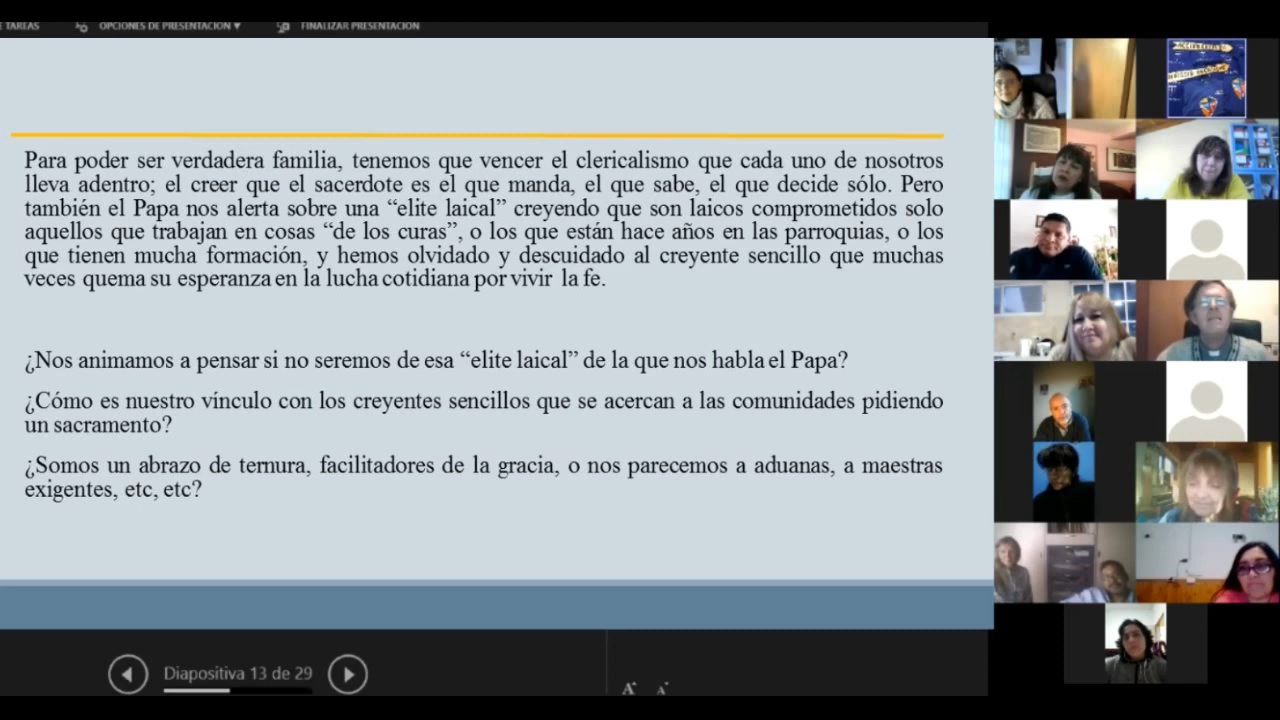 E TAREAS OPCIONES DE PRESENTACIÓN ▼ FINALIZAR PRESENTACIÓN
Para poder ser verdadera familia, tenemos que vencer el clericalismo que cada uno de nosotros
lleva adentro; el creer que el sacerdote es el que manda, el que sabe, el que decide sólo. Pero
también el Papa nos alerta sobre una “elite laical” creyendo que son laicos comprometidos solo
aquellos que trabajan en cosas “de los curas”, o los que están hace años en las parroquias, o los
que tienen mucha formación, y hemos olvidado y descuidado al creyente sencillo que muchas
veces quema su esperanza en la lucha cotidiana por vivir la fe.
¿Nos animamos a pensar si no seremos de esa “elite laical” de la que nos habla el Papa?
¿Cómo es nuestro vínculo con los creyentes sencillos que se acercan a las comunidades pidiendo
un sacramento?
¿Somos un abrazo de ternura, facilitadores de la gracia, o nos parecemos a aduanas, a maestras
exigentes, etc, etc?
Diapositiva 13 de 29
A A